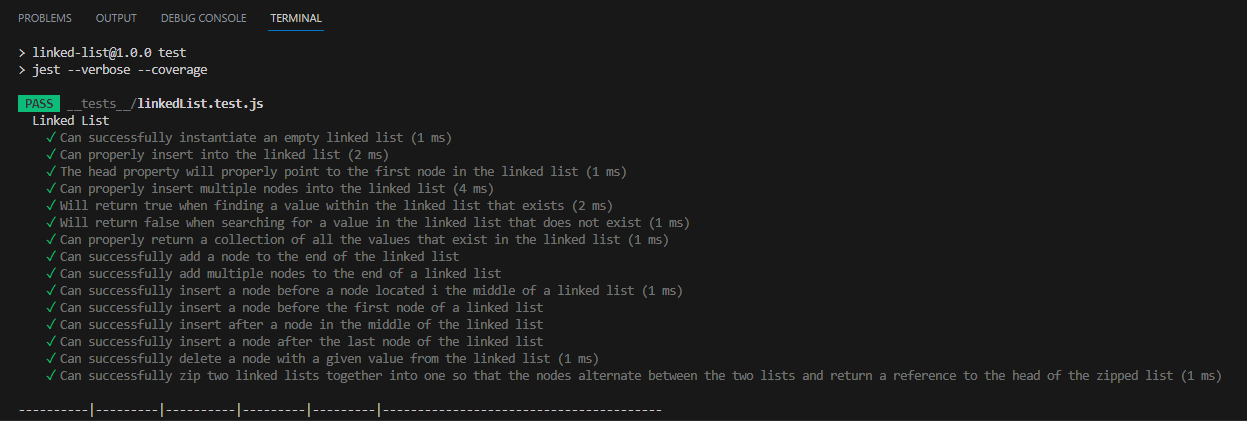 PROBLEMS OUTPUT DEBUG CONSOLE TERMINAL
> linked-list@1.0.0 test
> jest --verbose --coverage
PASS __tests__/linkedList.test.js
Linked List
✓ Can successfully instantiate an empty linked list (1 ms)
✓ Can properly insert into the linked list (2 ms)
✓ The head property will properly point to the first node in the linked list (1 ms)
✓ Can properly insert multiple nodes into the linked list (4 ms)
✓ Will return true when finding a value within the linked list that exists (2 ms)
✓ Will return false when searching for a value in the linked list that does not exist (1 ms)
✓ Can properly return a collection of all the values that exist in the linked list (1 ms)
✓ Can successfully add a node to the end of the linked list
✓ Can successfully add multiple nodes to the end of a linked list
✓ Can successfully insert a node before a node located i the middle of a linked list (1 ms)
✓ Can successfully insert a node before the first node of a linked list
✓ Can successfully insert after a node in the middle of the linked list
✓ Can successfully insert a node after the last node of the linked list
✓ Can successfully delete a node with a given value from the linked list (1 ms)
✓ Can successfully zip two linked lists together into one so that the nodes alternate between the two lists and return a reference to the head of the zipped list (1 ms)
----------|---------|----------|---------|---------|----------------------------------------